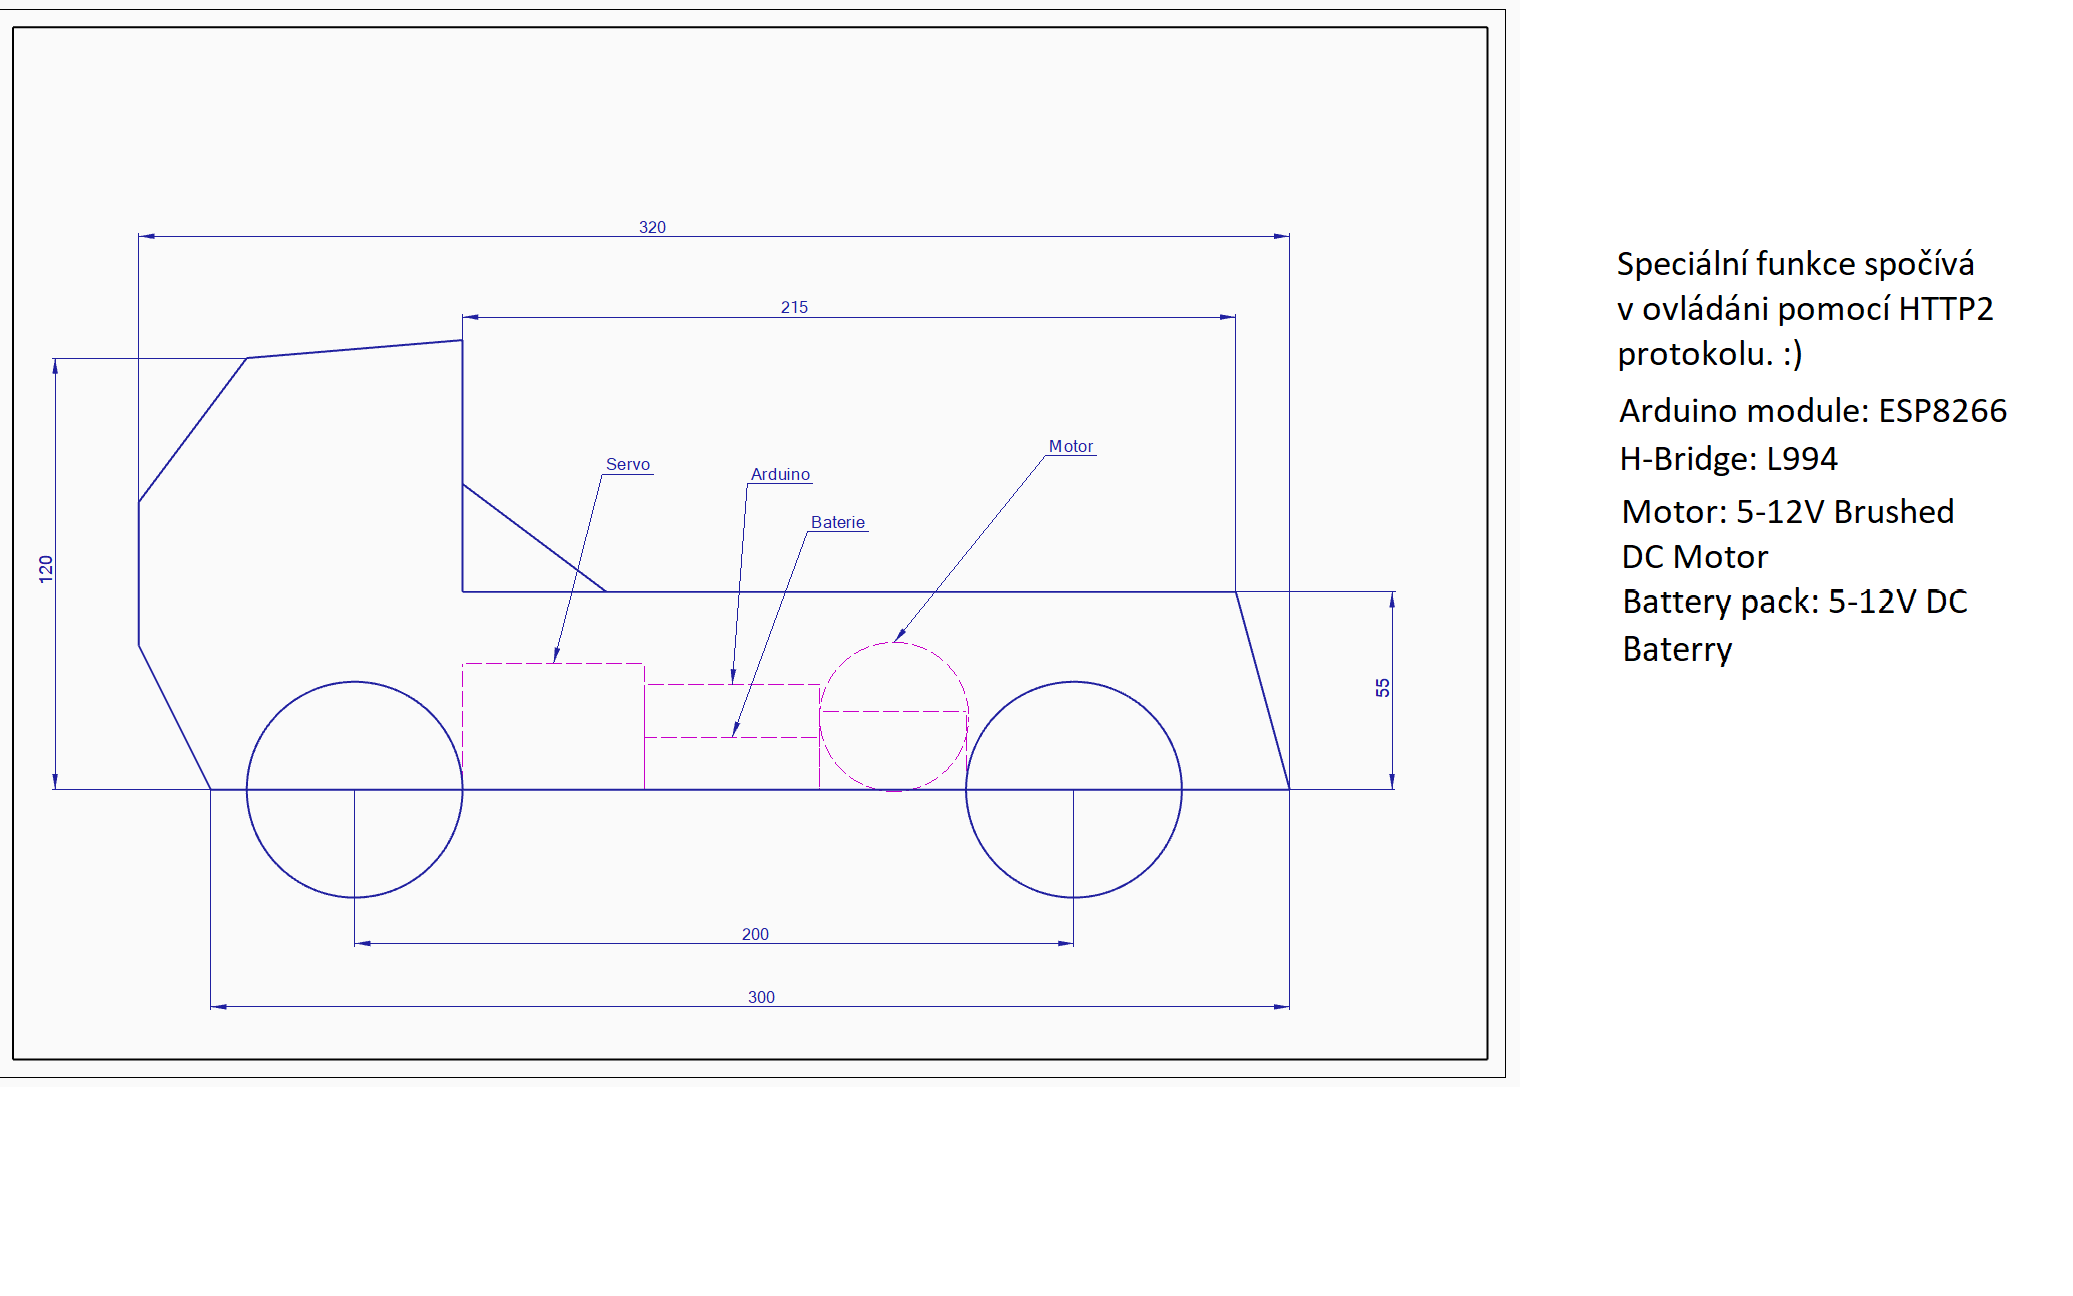 320
215
Servo
Arduino
Baterie
Motor
120
55
200
300
Speciální funkce spočívá
v ovládáni pomocí HTTP2
protokolu. :)
Arduino module: ESP8266
H-Bridge: L994
Motor: 5-12V Brushed
DC Motor
Battery pack: 5-12V DC
Baterry